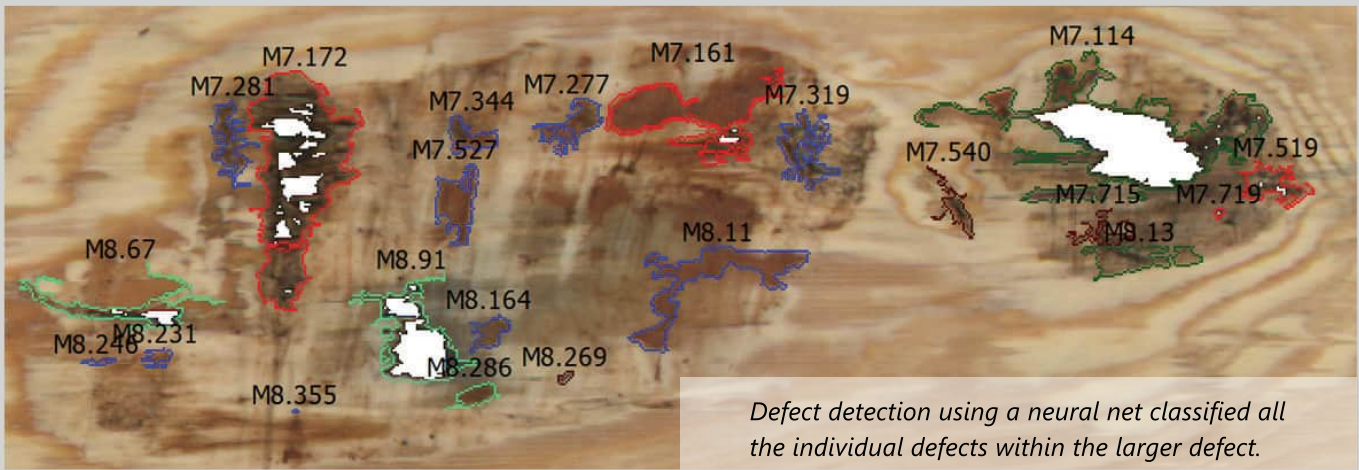 M7.114
M7.172
M7.161
M7.281
M7.344
M7.277
M7.319
M7.527
M7.540
M7.519
M7.715
M7.719
M8.11
M8.13
M8.67
M8.91
M8.164
M8.246
M8.231
M8.286
M8.269
M8.355
Defect detection using a neural net classified all
the individual defects within the larger defect.